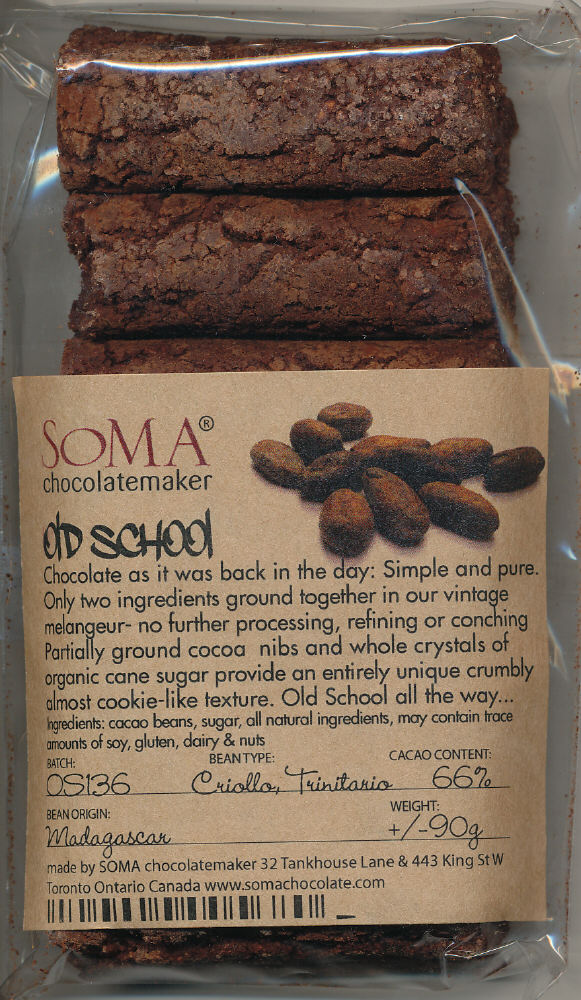 SOMA®
chocolatemaker
OlD SCHOOl
Chocolate as it was back in the day: Simple and pure.
Only two ingredients ground together in our vintage
melangeur- no further processing, refining or conching
Partially ground cocoa nibs and whole crystals of
organic cane sugar provide an entirely unique crumbly
almost cookie-like texture. Old School all the way...
Ingredients: cacao beans, sugar, all natural ingredients, may contain trace
amounts of soy, gluten, dairy & nuts
BATCH: BEAN TYPE: CACAO CONTENT:
OS136 Criollo, Trinitario 66%
BEAN ORIGIN: WEIGHT:
Madagascar +/-90g
made by SOMA chocolatemaker 32 Tankhouse Lane & 443 King St W
Toronto Ontario Canada www.somachocolate.com